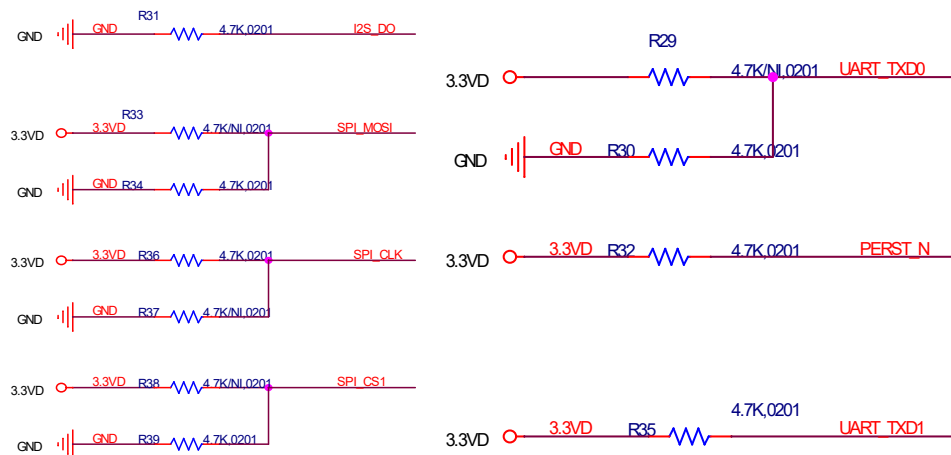 R31
GND GND 4.7K,0201 I2S_DO
R33
3.3VD 3.3VD 4.7K/NI,0201 SPI_MOSI
GND GND R34 4.7K,0201
3.3VD 3.3VD R36 4.7K,0201 SPI_CLK
GND GND R37 4.7K/NI,0201
3.3VD 3.3VD R38 4.7K/NI,0201 SPI_CS1
GND GND R39 4.7K,0201
R29
3.3VD 4.7K/NI,0201 UART_TXD0
GND GND R30 4.7K,0201
3.3VD 3.3VD R32 4.7K,0201 PERST_N
4.7K,0201
3.3VD 3.3VD R35 UART_TXD1